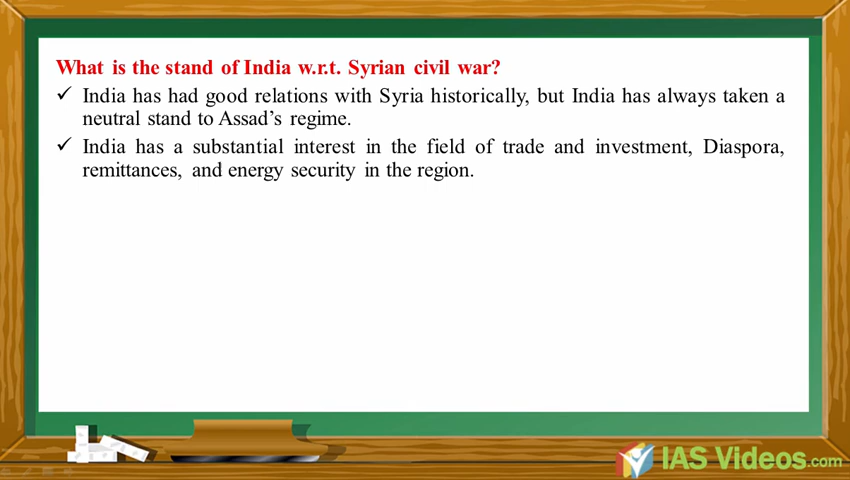 What is the stand of India w.r.t. Syrian civil war?
✓ India has had good relations with Syria historically, but India has always taken a
neutral stand to Assad’s regime.
✓ India has a substantial interest in the field of trade and investment, Diaspora,
remittances, and energy security in the region.
IAS Videos.com